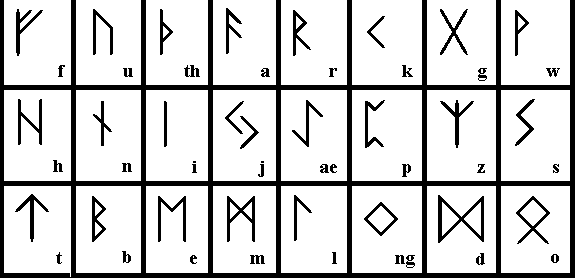 ᚠ ᚢ ᚦ ᚨ ᚱ ᚲ ᚷ ᚹ
f u th a r k g w
ᚺ ᚾ ᛁ ᛃ ᛇ ᛈ ᛉ ᛊ
h n i j ae p z s
ᛏ ᛒ ᛖ ᛗ ᛚ ᛜ ᛞ ᛟ
t b e m l ng d o